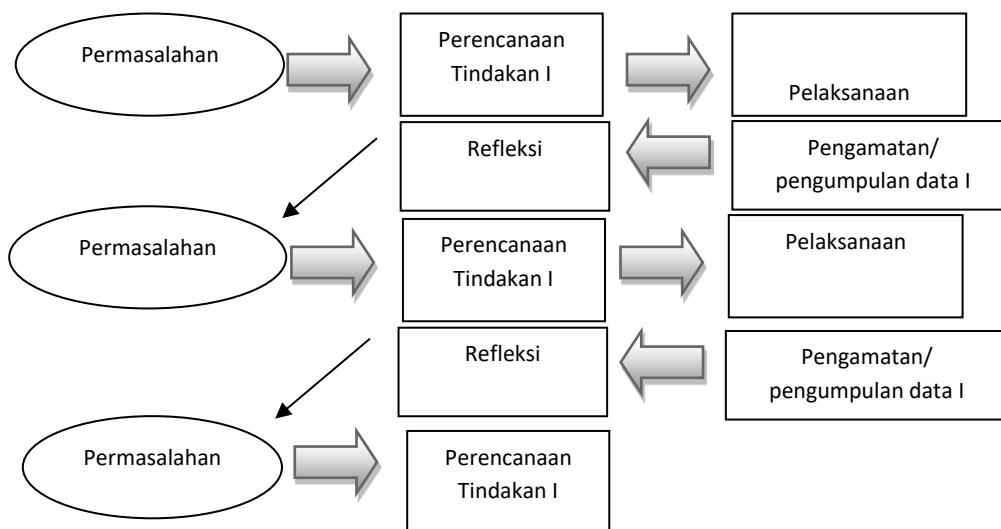 Permasalahan
Perencanaan
Tindakan I
Pelaksanaan
Refleksi
Pengamatan/
pengumpulan data I
Permasalahan
Perencanaan
Tindakan I
Pelaksanaan
Refleksi
Pengamatan/
pengumpulan data I
Permasalahan
Perencanaan
Tindakan I